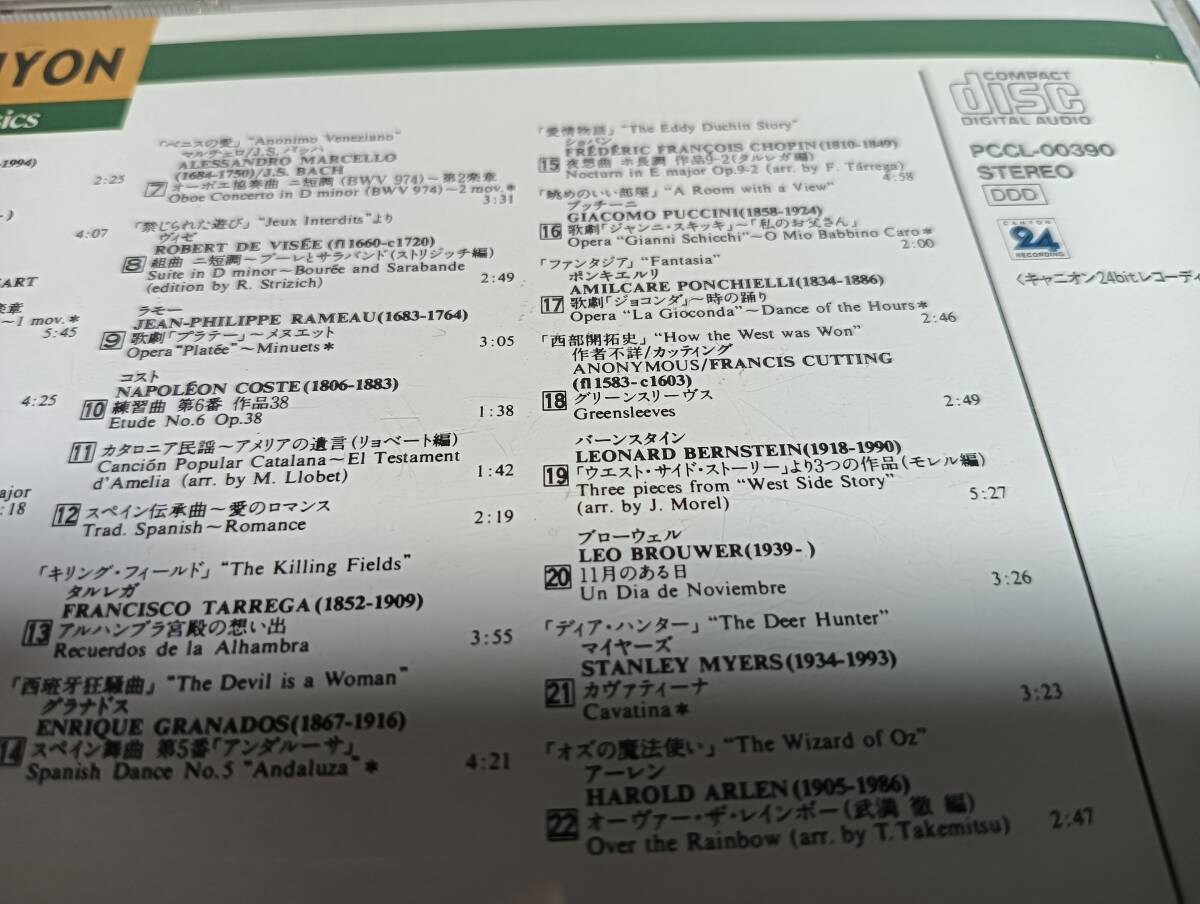 NYON
sics
-1994)
2:25
4:07
ART
章
~1 mov.*
5:45
4:25
ajor
:18
「ベニスの愛」 "Anonimo Veneziano"
マルチェロ/J.S.バッハ
ALESSANDRO MARCELLO
(1684-1750)/J.S. BACH
7 オーボエ協奏曲 ニ短調 (BWV 974)~第2楽章
Oboe Concerto in D minor (BWV 974)~2 mov.*
3:31
「禁じられた遊び」 "Jeux Interdits" より
ヴィゼ
ROBERT DE VISÉE (fl1660-c1720)
8 組曲 ニ短調~ブーレとサラバンド(ストリジッチ編)
Suite in D minor~Bourée and Sarabande
(edition by R. Strizich) 2:49
ラモー
JEAN-PHILIPPE RAMEAU(1683-1764)
9 歌劇「プラテー」~メヌエット 3:05
Opera "Platée"~Minuets*
コスト
NAPOLÉON COSTE(1806-1883)
10 練習曲 第6番 作品38 1:38
Etude No.6 Op.38
11 カタロニア民謡~アメリアの遺言(リョベート編)
Canción Popular Catalana~El Testament
d'Amelia (arr. by M. Llobet) 1:42
12 スペイン伝承曲~愛のロマンス 2:19
Trad. Spanish~Romance
「キリング・フィールド」 "The Killing Fields"
タルレガ
FRANCISCO TARREGA(1852-1909)
13 アルハンブラ宮殿の想い出 3:55
Recuerdos de la Alhambra
「西班牙狂騒曲」 "The Devil is a Woman"
グラナドス
ENRIQUE GRANADOS(1867-1916)
14 スペイン舞曲 第5番「アンダルーサ」 4:21
Spanish Dance No.5 "Andaluza"*
「愛情物語」 "The Eddy Duchin Story"
ショパン
FRÉDÉRIC FRANÇOIS CHOPIN(1810-1849)
15 夜想曲 ホ長調 作品9-2(タルレガ編)
Nocturn in E major Op.9-2 (arr. by F. Tárrega)
4:58
「眺めのいい部屋」 "A Room with a View"
プッチーニ
GIACOMO PUCCINI(1858-1924)
16 歌劇「ジャンニ・スキッキ」~「私のお父さん」
Opera "Gianni Schicchi"~O Mio Babbino Caro*
2:00
「ファンタジア」 "Fantasia"
ポンキエルリ
AMILCARE PONCHIELLI(1834-1886)
17 歌劇「ジョコンダ」~時の踊り
Opera "La Gioconda"~Dance of the Hours*
2:46
「西部開拓史」 "How the West was Won"
作者不詳/カッティング
ANONYMOUS/FRANCIS CUTTING
(fl1583-c1603)
18 グリーンスリーヴス 2:49
Greensleeves
バーンスタイン
LEONARD BERNSTEIN(1918-1990)
19 「ウエスト・サイド・ストーリー」より3つの作品(モレル編)
Three pieces from "West Side Story"
(arr. by J. Morel) 5:27
ブローウェル
LEO BROUWER(1939- )
20 11月のある日 3:26
Un Dia de Noviembre
「ディア・ハンター」 "The Deer Hunter"
マイヤーズ
STANLEY MYERS(1934-1993)
21 カヴァティーナ 3:23
Cavatina*
「オズの魔法使い」 "The Wizard of Oz"
アーレン
HAROLD ARLEN(1905-1986)
22 オーヴァー・ザ・レインボー(武満 徹 編) 2:47
Over the Rainbow (arr. by T.Takemitsu)
COMPACT
disc
DIGITAL AUDIO
PCCL-00390
STEREO
DDD
CANYON
24
RECORDING
<キャニオン24bitレコーディ